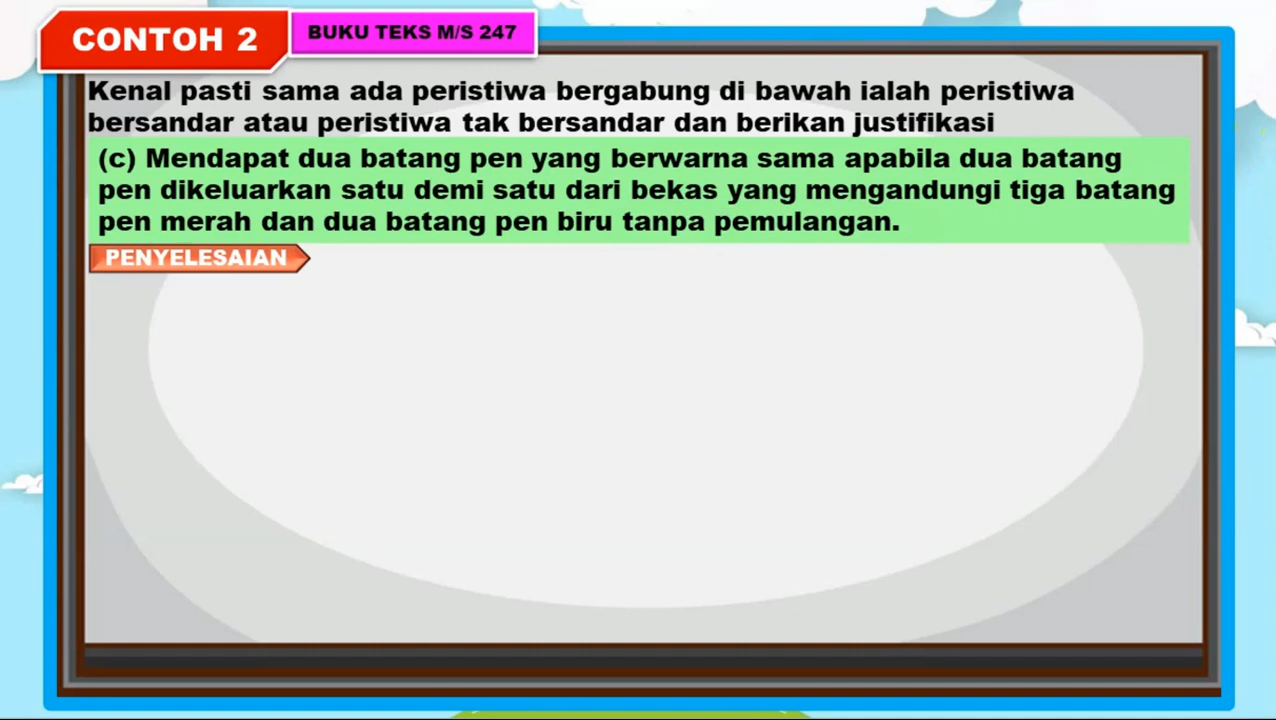 CONTOH 2
BUKU TEKS M/S 247
Kenal pasti sama ada peristiwa bergabung di bawah ialah peristiwa
bersandar atau peristiwa tak bersandar dan berikan justifikasi
(c) Mendapat dua batang pen yang berwarna sama apabila dua batang
pen dikeluarkan satu demi satu dari bekas yang mengandungi tiga batang
pen merah dan dua batang pen biru tanpa pemulangan.
PENYELESAIAN